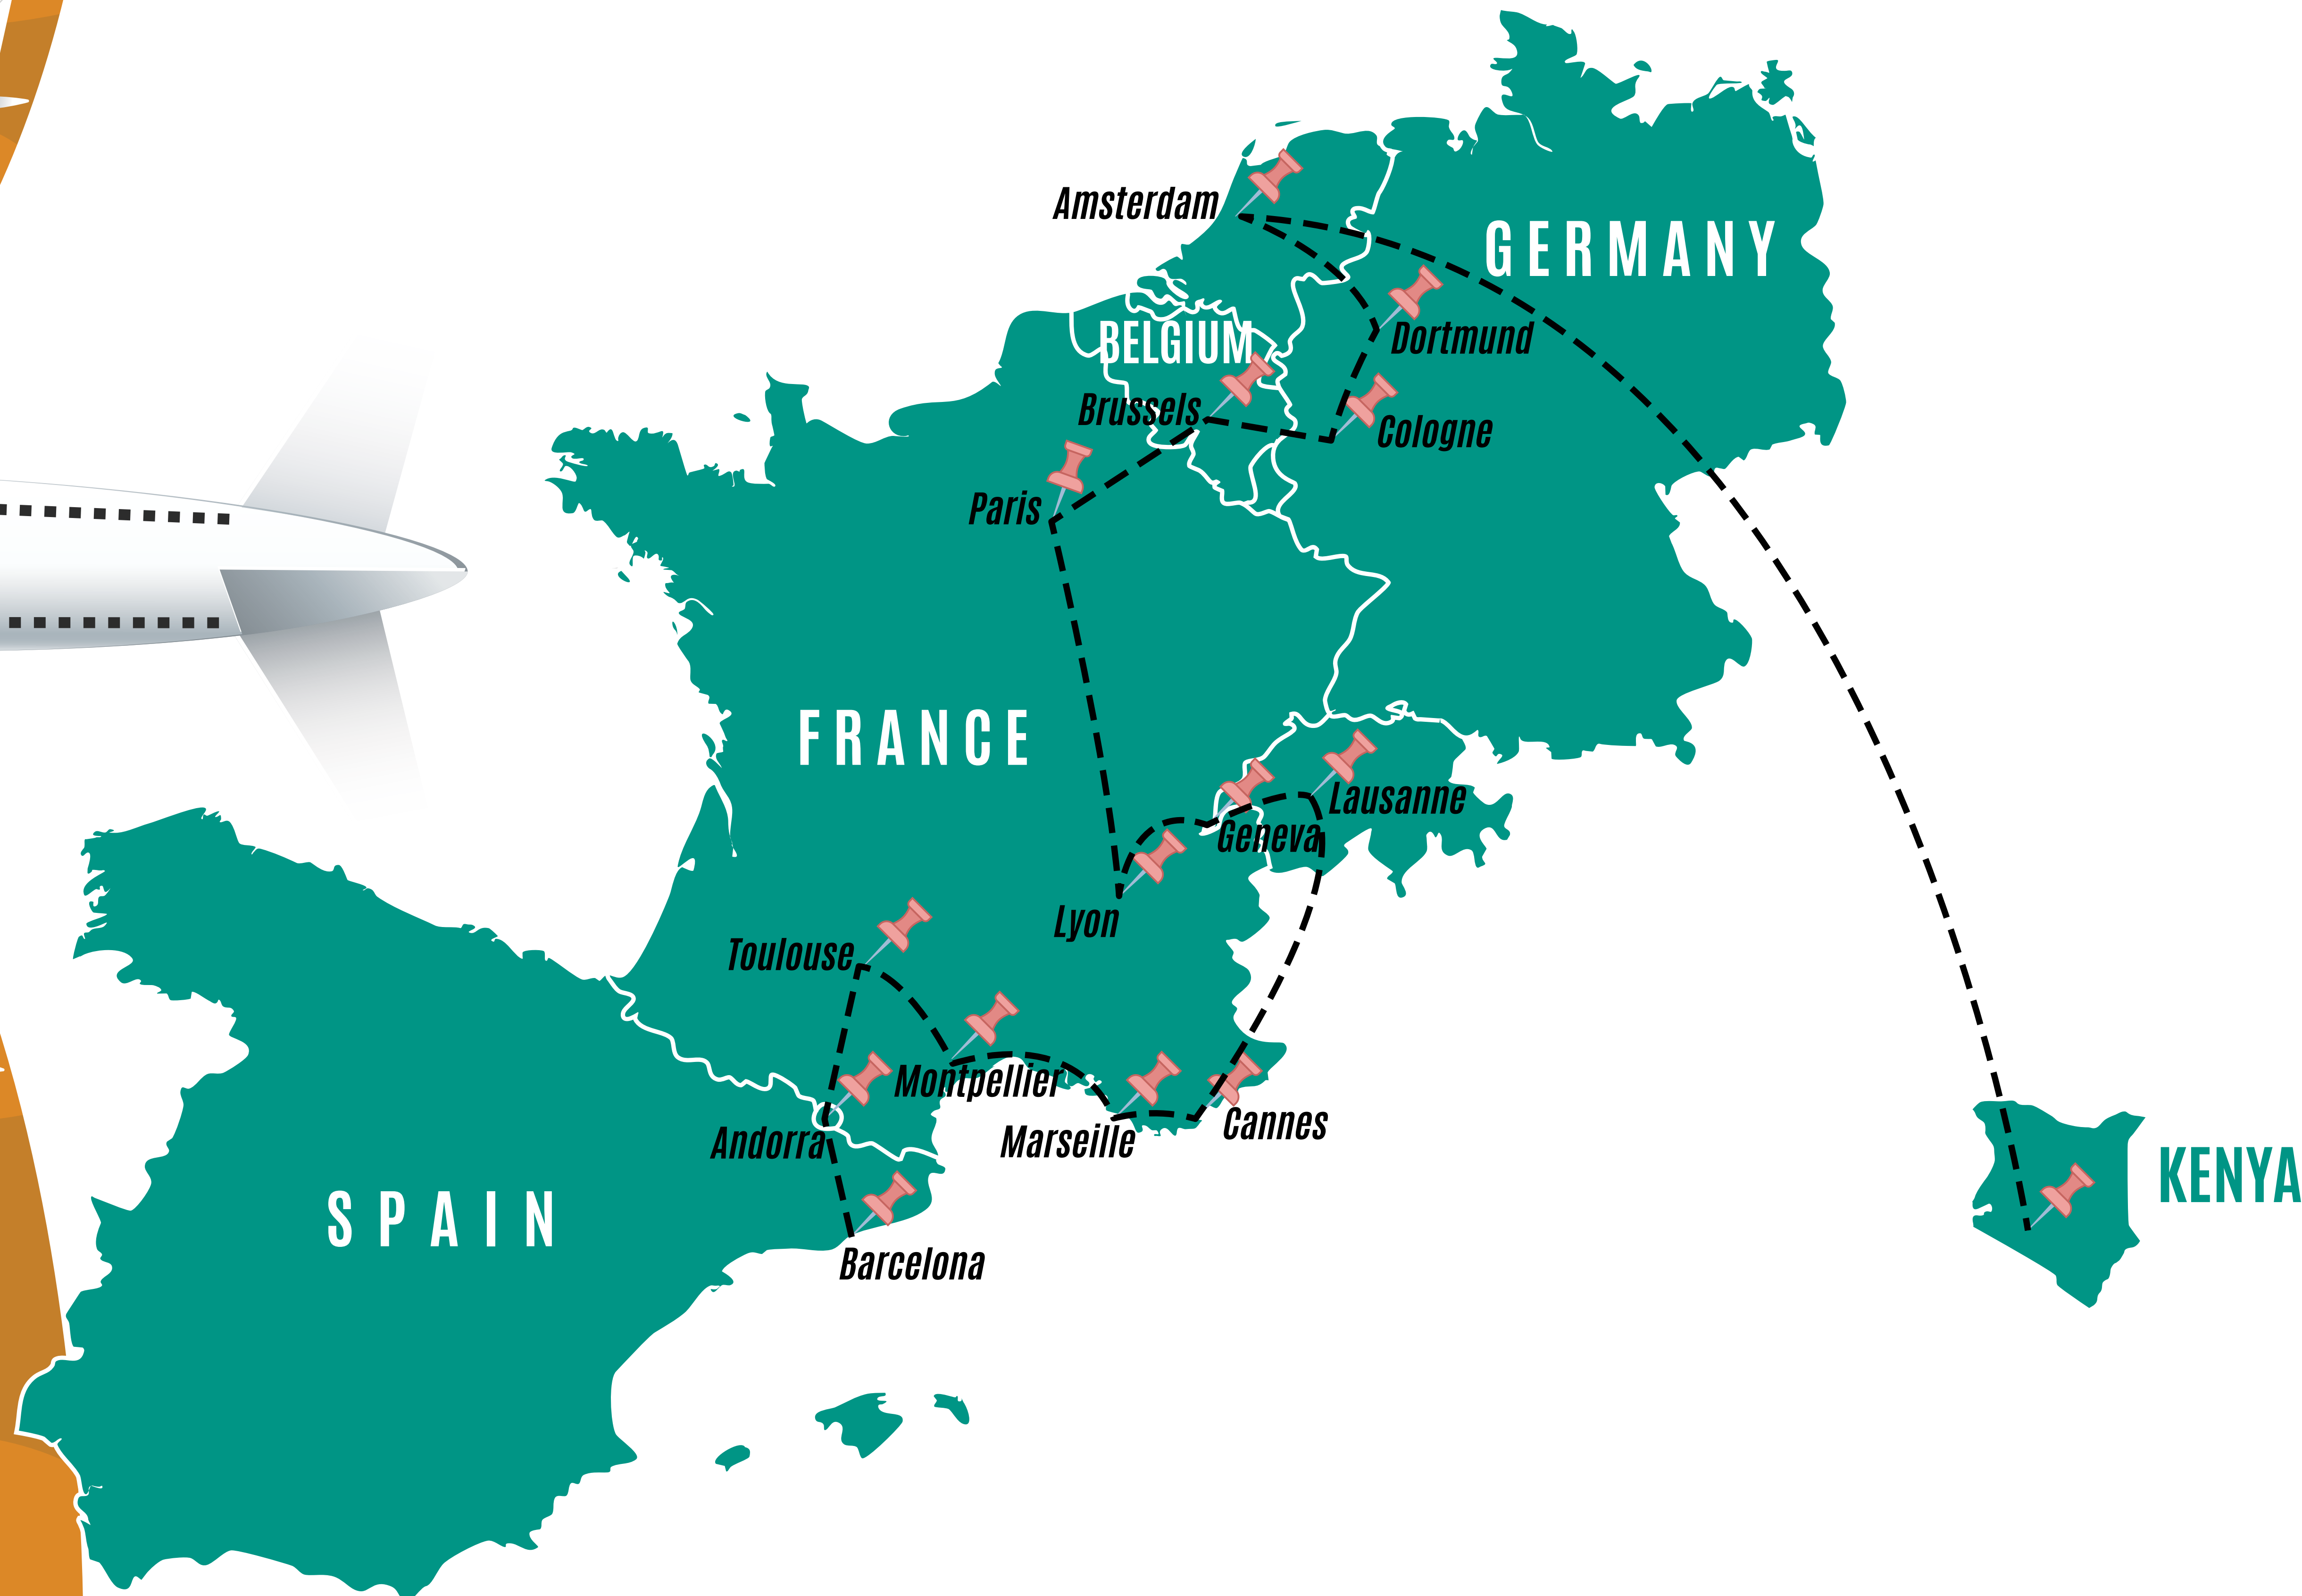 Amsterdam
GERMANY
Dortmund
BELGIUM
Brussels
Cologne
Paris
FRANCE
Lausanne
Geneva
Lyon
Toulouse
Montpellier
Cannes
Marseille
Andorra
KENYA
SPAIN
Barcelona